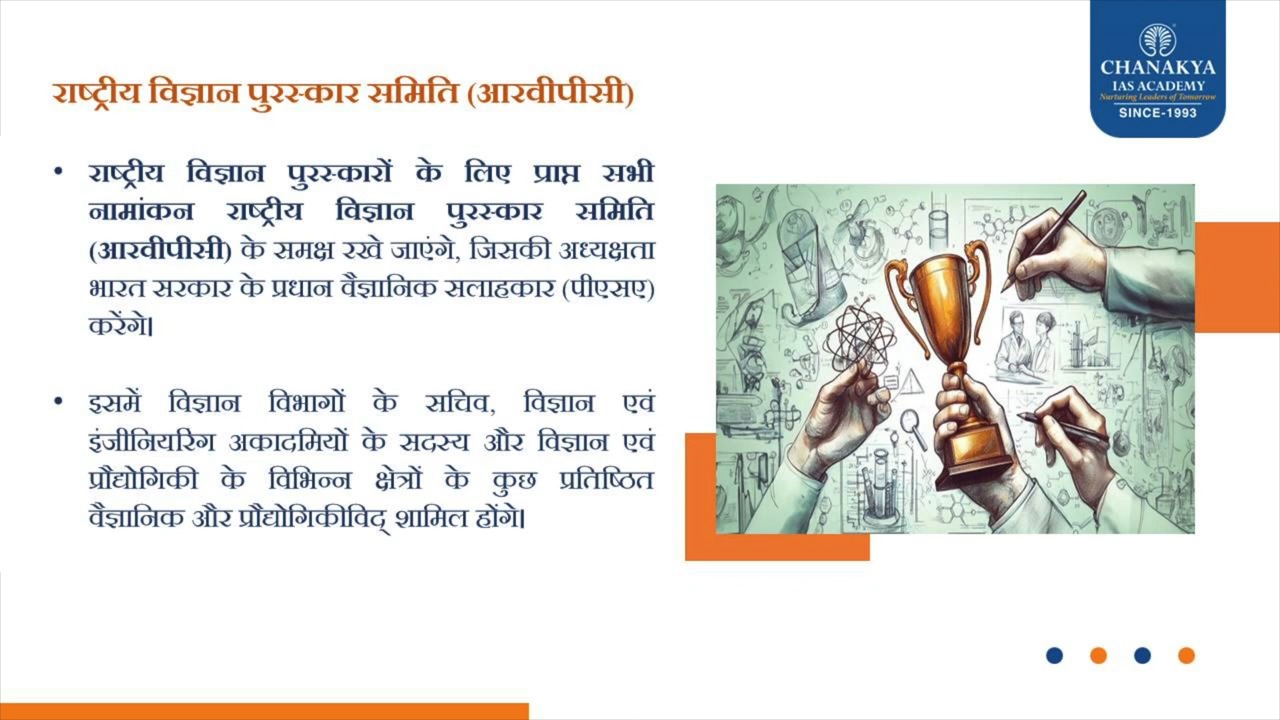 राष्ट्रीय विज्ञान पुरस्कार समिति (आरवीपीसी)
CHANAKYA
IAS ACADEMY
Nurturing Leaders of Tomorrow
SINCE-1993
• राष्ट्रीय विज्ञान पुरस्कारों के लिए प्राप्त सभी
नामांकन राष्ट्रीय विज्ञान पुरस्कार समिति
(आरवीपीसी) के समक्ष रखे जाएंगे, जिसकी अध्यक्षता
भारत सरकार के प्रधान वैज्ञानिक सलाहकार (पीएसए)
करेंगे।
• इसमें विज्ञान विभागों के सचिव, विज्ञान एवं
इंजीनियरिंग अकादमियों के सदस्य और विज्ञान एवं
प्रौद्योगिकी के विभिन्न क्षेत्रों के कुछ प्रतिष्ठित
वैज्ञानिक और प्रौद्योगिकीविद् शामिल होंगे।